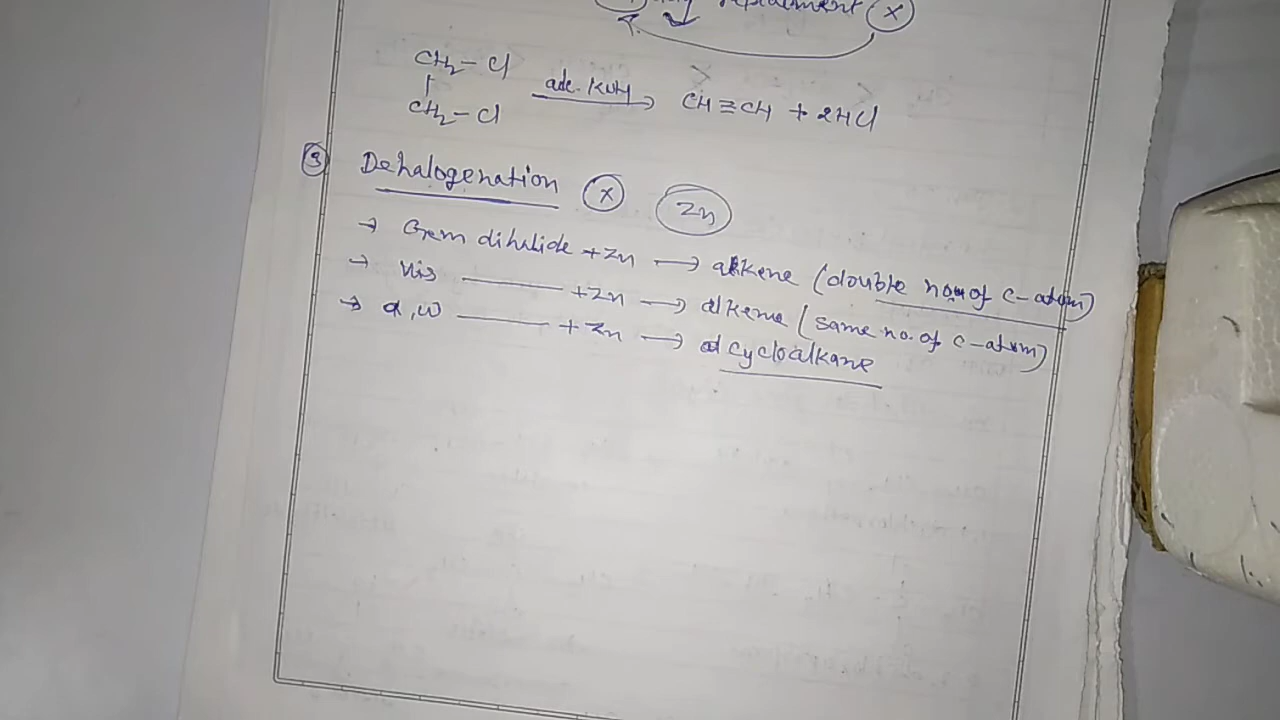 replacment (X)
CH2 - Cl
CH2 - Cl
alc. KOH → CH ≡ CH + 2HCl
(3) Dehalogenation (X) (Zn)
→ Gem dihalide + Zn → alkene (double no. of c-atom)
→ Vis ——— + Zn → alkene (same no. of c-atom)
→ α, ω ——— + Zn → cycloalkane